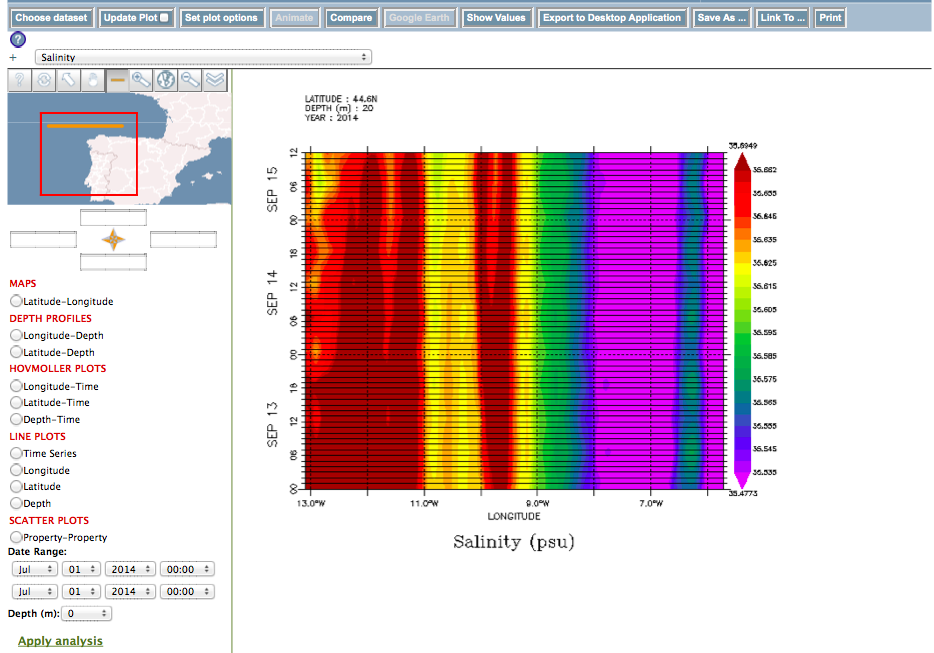 Choose dataset Update Plot Set plot options Animate Compare Google Earth Show Values Export to Desktop Application Save As ... Link To ... Print
?
+ Salinity
LATITUDE : 44.6N
DEPTH (m) : 20
YEAR : 2014
MAPS
Latitude-Longitude
DEPTH PROFILES
Longitude-Depth
Latitude-Depth
HOVMOLLER PLOTS
Longitude-Time
Latitude-Time
Depth-Time
LINE PLOTS
Time Series
Longitude
Latitude
Depth
SCATTER PLOTS
Property-Property
Date Range:
Jul 01 2014 00:00
Jul 01 2014 00:00
Depth (m): 0
Apply analysis
12
06
00
18
12
06
00
18
12
06
00
SEP 15
SEP 14
SEP 13
13.0°W 11.0°W 9.0°W 7.0°W
LONGITUDE
Salinity (psu)
35.6949
35.662
35.655
35.645
35.635
35.625
35.615
35.605
35.595
35.585
35.575
35.565
35.555
35.545
35.535
35.4773